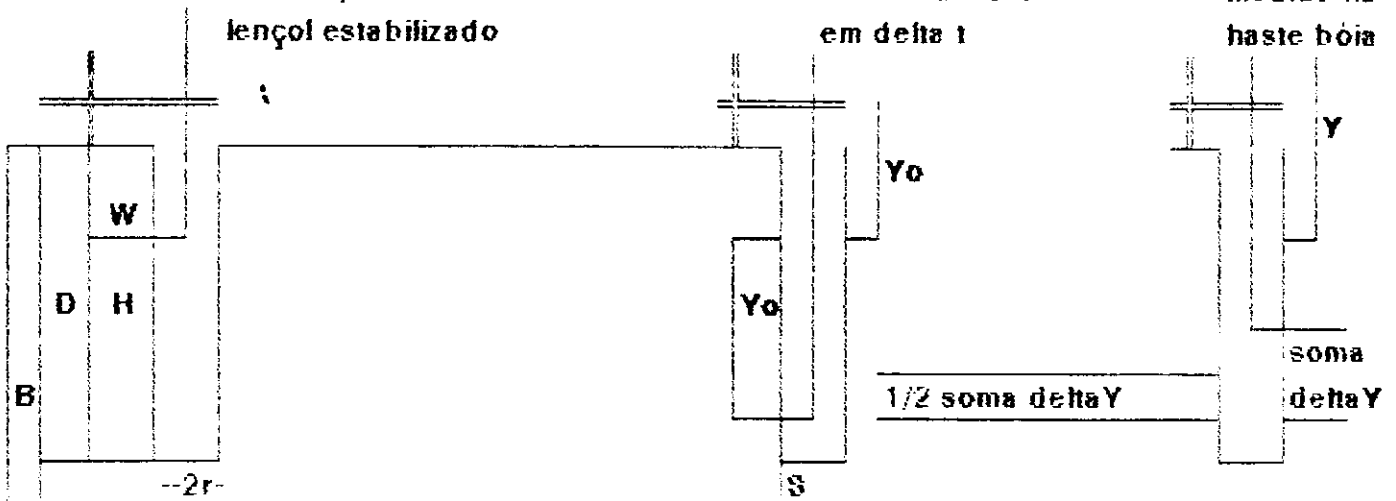 lençol estabilizado
em delta t
haste bóia
Y
Yo
W
D
H
Yo
soma
B
1/2 soma deltaY
deltaY
--2r-
S